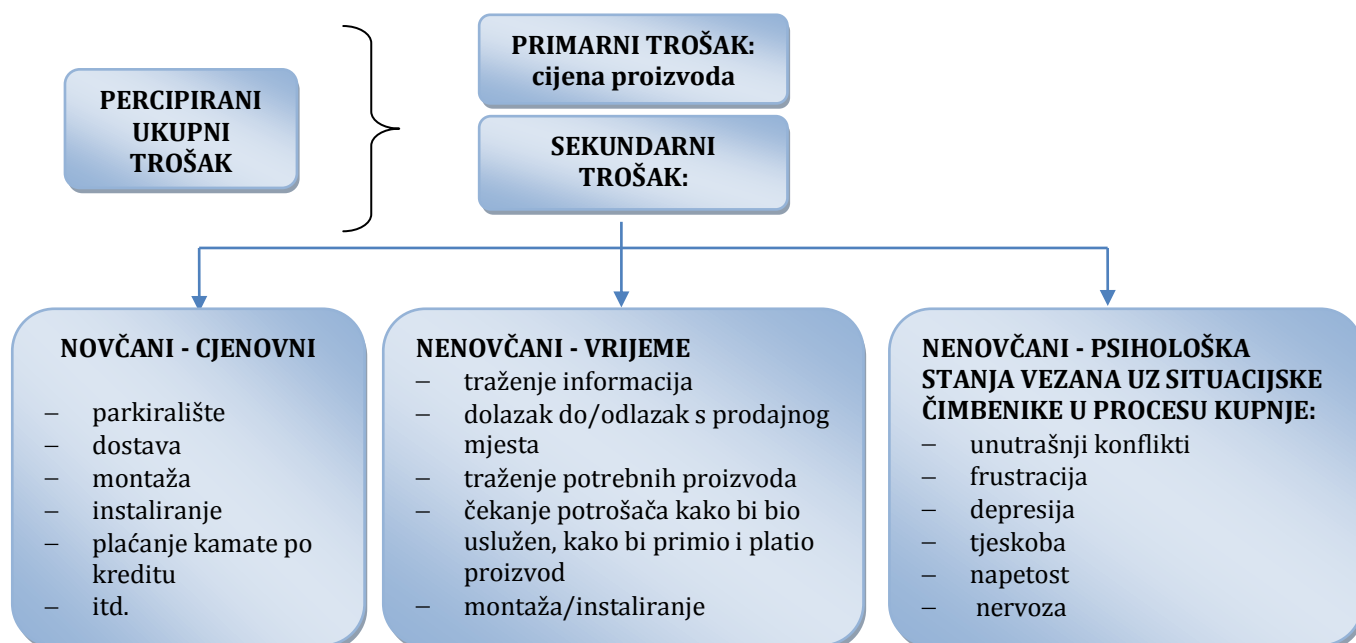 PERCIPIRANI
UKUPNI
TROŠAK
PRIMARNI TROŠAK:
cijena proizvoda
SEKUNDARNI
TROŠAK:
NOVČANI - CJENOVNI
– parkiralište
– dostava
– montaža
– instaliranje
– plaćanje kamate po
kreditu
– itd.
NENOVČANI - VRIJEME
– traženje informacija
– dolazak do/odlazak s prodajnog
mjesta
– traženje potrebnih proizvoda
– čekanje potrošača kako bi bio
uslužen, kako bi primio i platio
proizvod
– montaža/instaliranje
NENOVČANI - PSIHOLOŠKA
STANJA VEZANA UZ SITUACIJSKE
ČIMBENIKE U PROCESU KUPNJE:
– unutrašnji konflikti
– frustracija
– depresija
– tjeskoba
– napetost
– nervoza